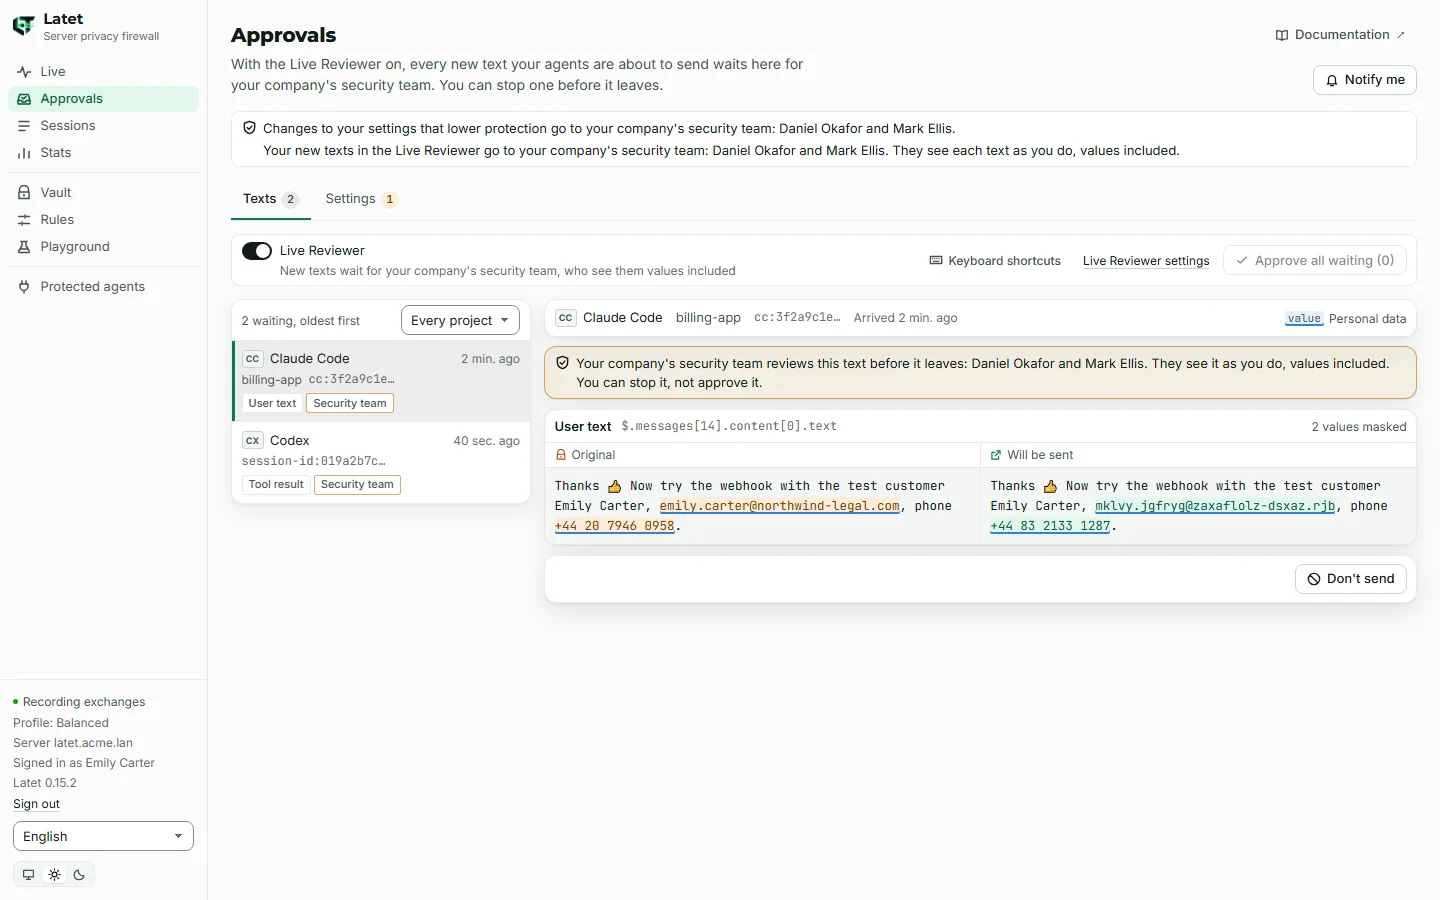 Latet
Server privacy firewall
Live
Approvals
Sessions
Stats
Vault
Rules
Playground
Protected agents
Recording exchanges
Profile: Balanced
Server latet.acme.lan
Signed in as Emily Carter
Latet 0.15.2
Sign out
English
Approvals
With the Live Reviewer on, every new text your agents are about to send waits here for
your company's security team. You can stop one before it leaves.
Documentation ↗
Notify me
Changes to your settings that lower protection go to your company's security team: Daniel Okafor and Mark Ellis.
Your new texts in the Live Reviewer go to your company's security team: Daniel Okafor and Mark Ellis. They see each text as you do, values included.
Texts 2
Settings 1
Live Reviewer
New texts wait for your company's security team, who see them values included
Keyboard shortcuts
Live Reviewer settings
Approve all waiting (0)
2 waiting, oldest first
Every project
CC Claude Code 2 min. ago
billing-app cc:3f2a9c1e…
User text Security team
CX Codex 40 sec. ago
session-id:019a2b7c…
Tool result Security team
CC Claude Code billing-app cc:3f2a9c1e… Arrived 2 min. ago
value Personal data
Your company's security team reviews this text before it leaves: Daniel Okafor and Mark Ellis. They see it as you do, values included.
You can stop it, not approve it.
User text $.messages[14].content[0].text 2 values masked
Original
Thanks 👍 Now try the webhook with the test customer
Emily Carter, emily.carter@northwind-legal.com, phone
+44 20 7946 0958.
Will be sent
Thanks 👍 Now try the webhook with the test customer
Emily Carter, mklvy.jgfryg@zaxaflolz-dsxaz.rjb, phone
+44 83 2133 1287.
Don't send